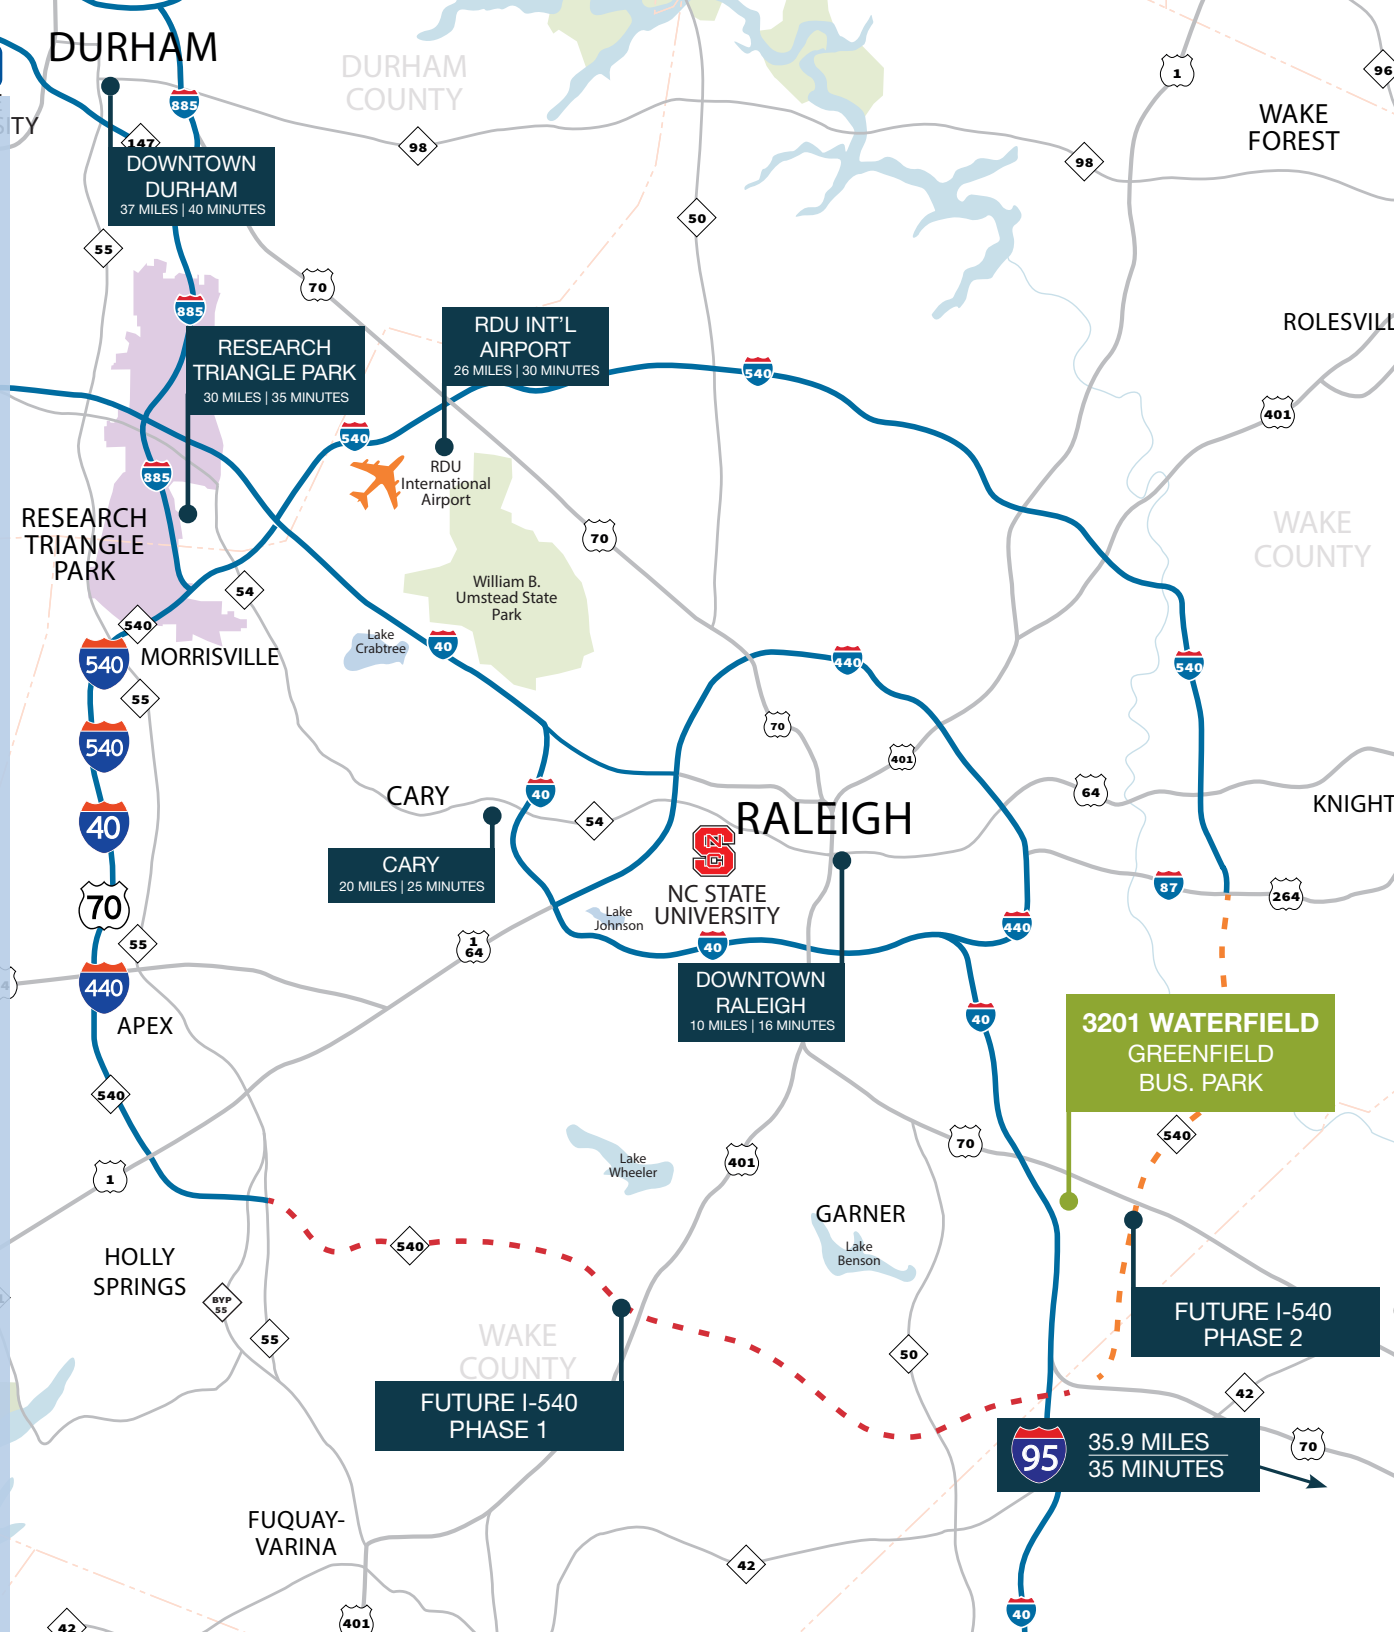 DURHAM
DURHAM
COUNTY
1
96
885
WAKE
FOREST
147
98
98
DOWNTOWN
DURHAM
37 MILES | 40 MINUTES
50
55
70
885
RESEARCH
TRIANGLE PARK
30 MILES | 35 MINUTES
RDU INT'L
AIRPORT
26 MILES | 30 MINUTES
540
ROLESVILL
401
540
RDU
International
Airport
885
RESEARCH
TRIANGLE
PARK
70
WAKE
COUNTY
54
William B.
Umstead State
Park
540
Lake
Crabtree
40
540
MORRISVILLE
440
540
55
540
70
401
40
CARY
40
54
RALEIGH
64
KNIGHT
CARY
20 MILES | 25 MINUTES
NC
S
NC STATE
UNIVERSITY
87
264
70
Lake
Johnson
440
55
1
64
40
440
DOWNTOWN
RALEIGH
10 MILES | 16 MINUTES
APEX
40
3201 WATERFIELD
GREENFIELD
BUS. PARK
540
540
70
1
Lake
Wheeler
401
GARNER
Lake
Benson
540
HOLLY
SPRINGS
BYP
55
55
WAKE
COUNTY
FUTURE I-540
PHASE 2
50
FUTURE I-540
PHASE 1
42
95
35.9 MILES
35 MINUTES
70
FUQUAY-
VARINA
42
401
42
40